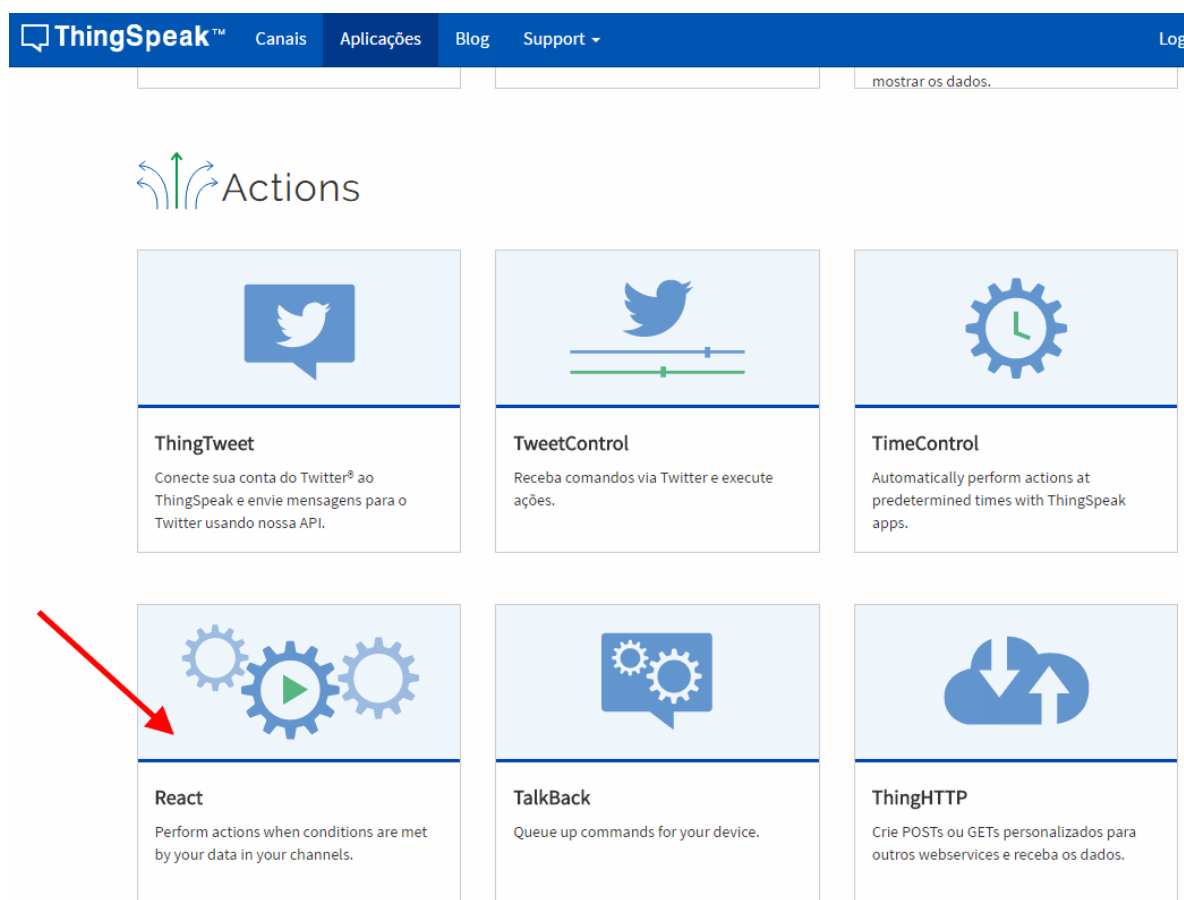 ThingSpeak™ Canais Aplicações Blog Support Log
mostrar os dados.
Actions
ThingTweet
Conecte sua conta do Twitter® ao
ThingSpeak e envie mensagens para o
Twitter usando nossa API.
TweetControl
Receba comandos via Twitter e execute
ações.
TimeControl
Automatically perform actions at
predetermined times with ThingSpeak
apps.
React
Perform actions when conditions are met
by your data in your channels.
TalkBack
Queue up commands for your device.
ThingHTTP
Crie POSTs ou GETs personalizados para
outros webservices e receba os dados.